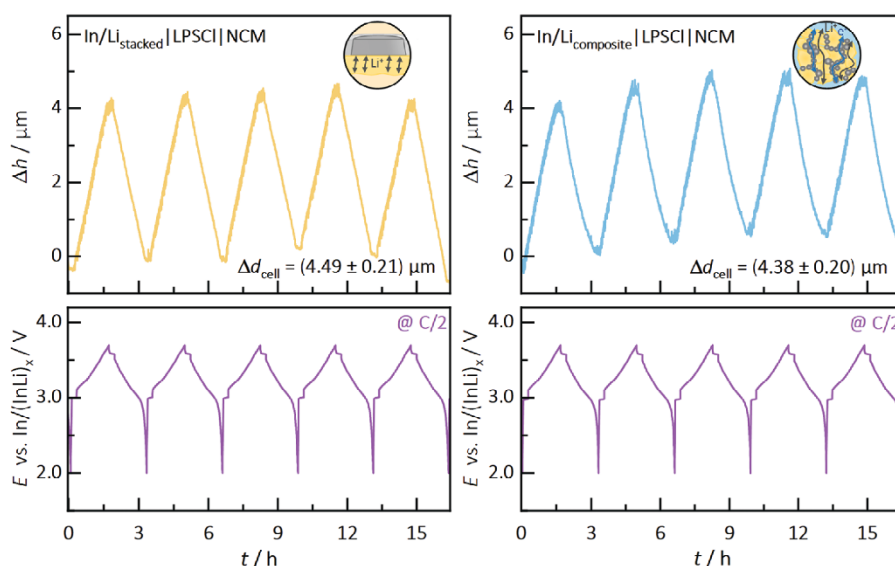 In/Li_stacked|LPSCl|NCM
Li⁺
6
4
2
0
Δh / μm
Δd_cell = (4.49 ± 0.21) μm
In/Li_composite|LPSCl|NCM
Li⁺
6
4
2
0
Δh / μm
Δd_cell = (4.38 ± 0.20) μm
@ C/2
4.0
3.0
2.0
E vs. In/(InLi)ₓ / V
0 3 6 9 12 15
t / h
@ C/2
4.0
3.0
2.0
E vs. In/(InLi)ₓ / V
0 3 6 9 12 15
t / h